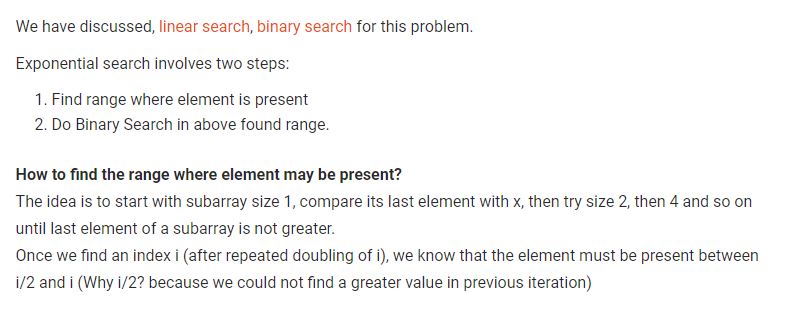 We have discussed, linear search, binary search for this problem.
Exponential search involves two steps:
1. Find range where element is present
2. Do Binary Search in above found range.
How to find the range where element may be present?
The idea is to start with subarray size 1, compare its last element with x, then try size 2, then 4 and so on
until last element of a subarray is not greater.
Once we find an index i (after repeated doubling of i), we know that the element must be present between
i/2 and i (Why i/2? because we could not find a greater value in previous iteration)